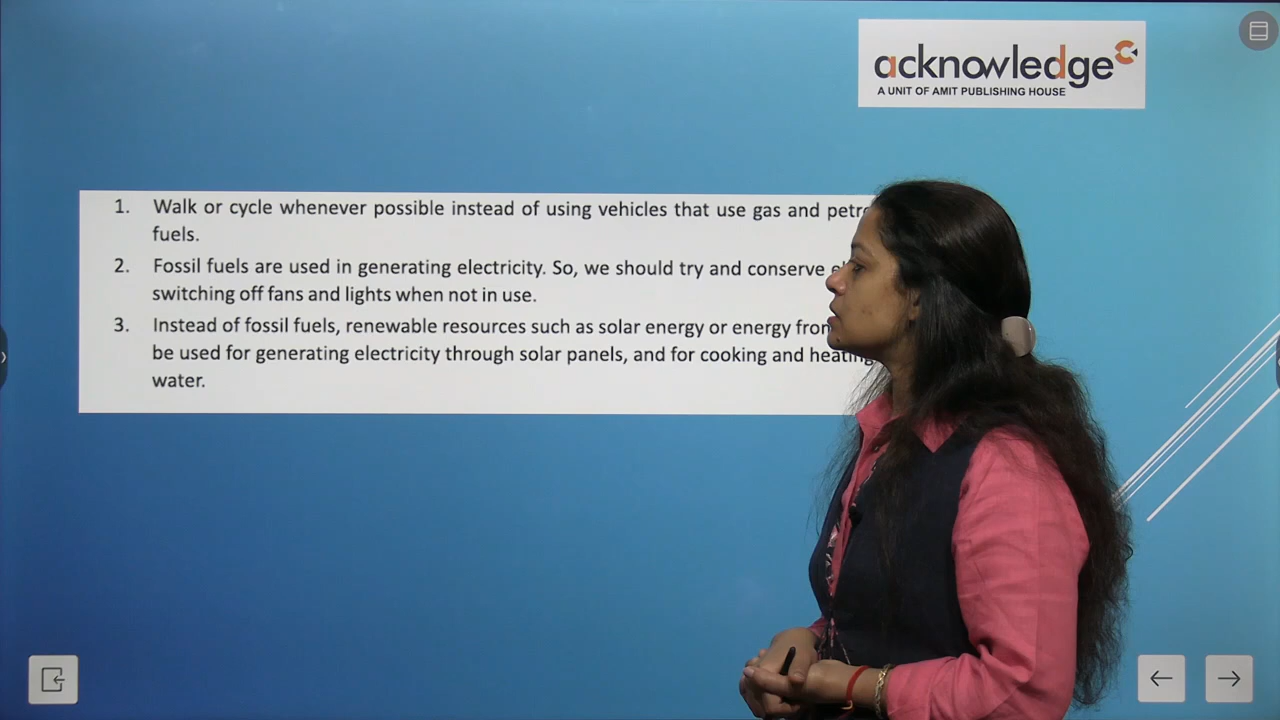 acknowledge
A UNIT OF AMIT PUBLISHING HOUSE
1. Walk or cycle whenever possible instead of using vehicles that use gas and
fuels.
2. Fossil fuels are used in generating electricity. So, we should try and conserve
switching off fans and lights when not in use.
3. Instead of fossil fuels, renewable resources such as solar energy or energy
be used for generating electricity through solar panels, and for cooking and heating
water.